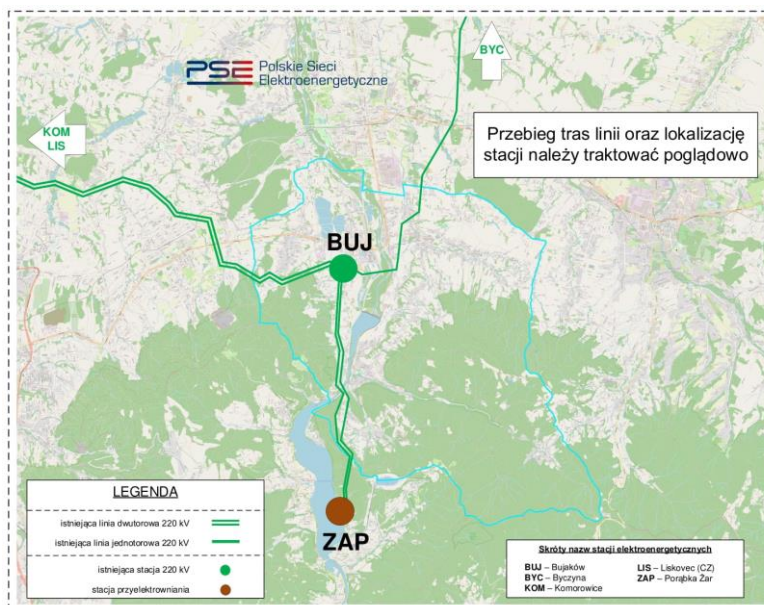 BYC
PSE Polskie Sieci
Elektroenergetyczne
KOM
LIS
Przebieg tras linii oraz lokalizację
stacji należy traktować poglądowo
BUJ
ZAP
LEGENDA
istniejąca linia dwutorowa 220 kV
istniejąca linia jednotorowa 220 kV
istniejąca stacja 220 kV
stacja przyelektrowniania
Skróty nazw stacji elektroenergetycznych
BUJ – Bujaków
BYC – Byczyna
KOM – Komorowice
LIS – Liskovec (CZ)
ZAP – Porąbka Żar